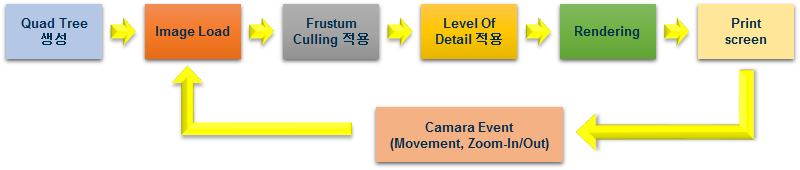 Quad Tree
생성
Image Load
Frustum
Culling 적용
Level Of
Detail 적용
Rendering
Print
screen
Camara Event
(Movement, Zoom-In/Out)